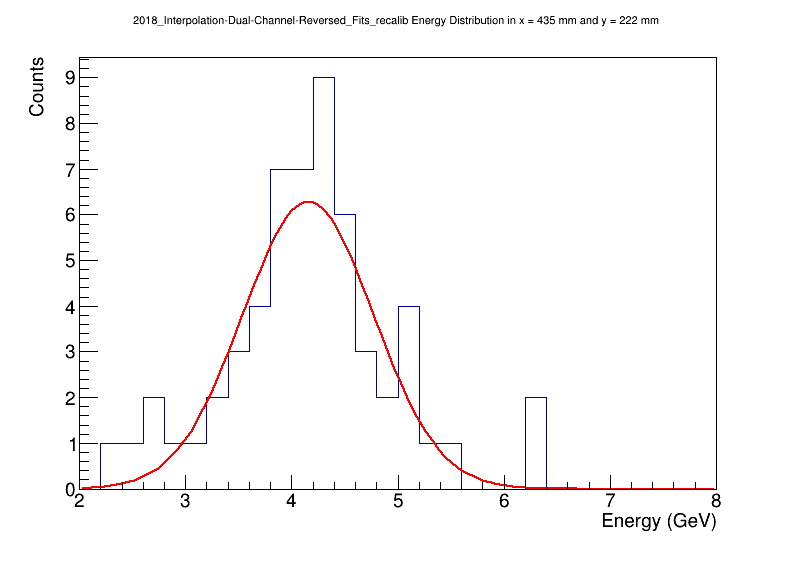 2018_Interpolation-Dual-Channel-Reversed_Fits_recalib Energy Distribution in x = 435 mm and y = 222 mm
Counts
9
8
7
6
5
4
3
2
1
0
2 3 4 5 6 7 8
Energy (GeV)